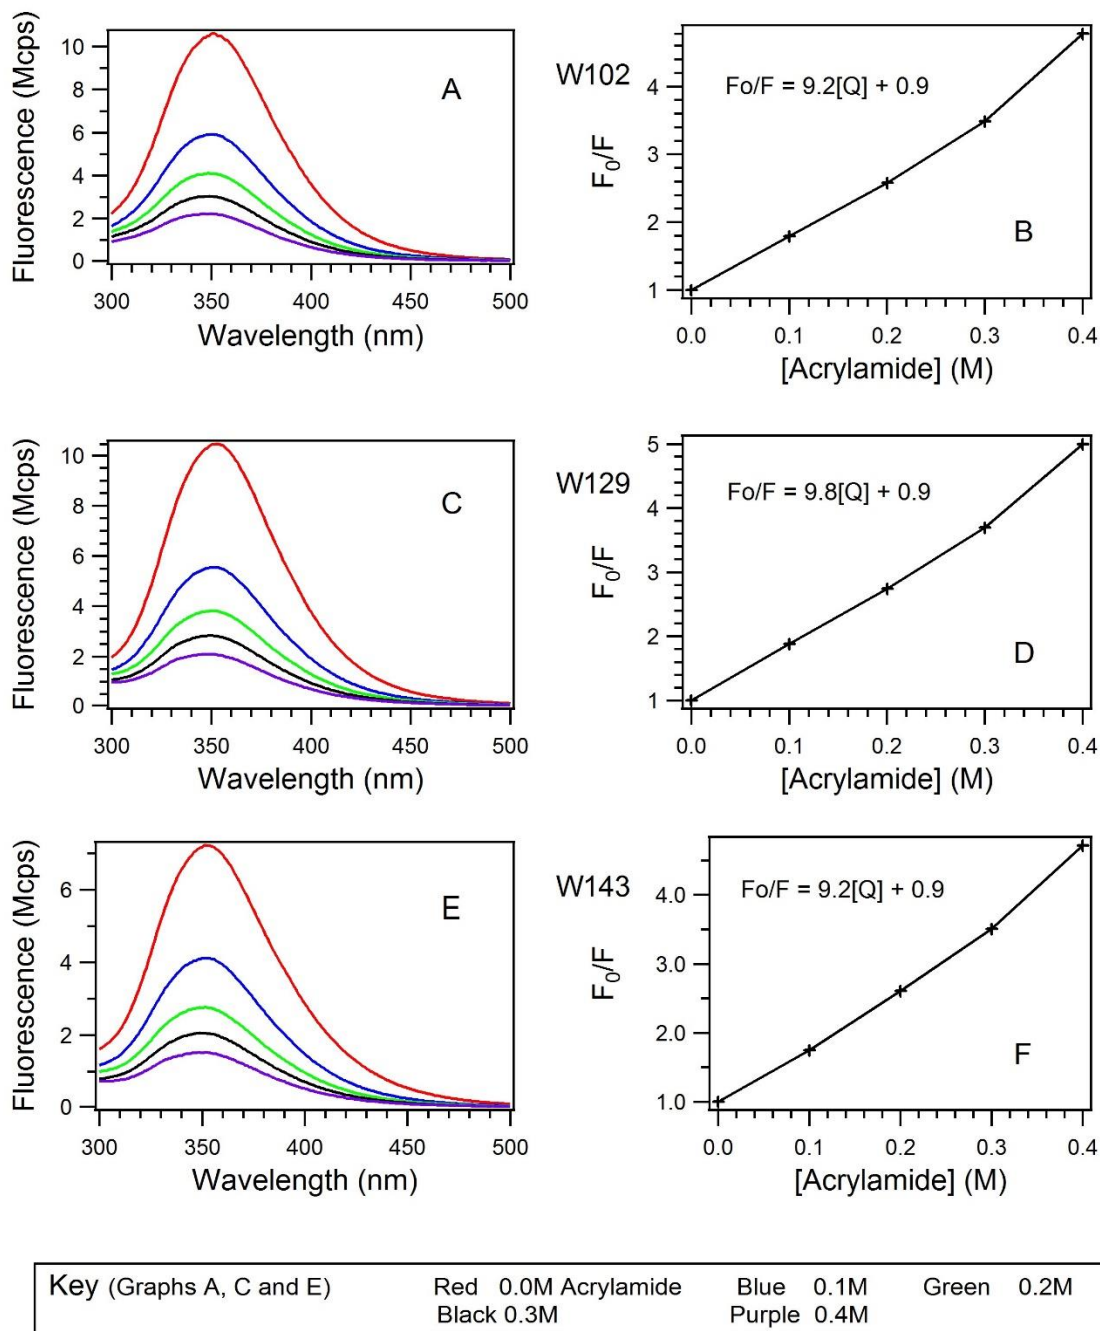 Fluorescence (Mcps)
10
8
6
4
2
0
A
300 350 400 450 500
Wavelength (nm)
W102
F0/F
4
3
2
1
Fo/F = 9.2[Q] + 0.9
B
0.0 0.1 0.2 0.3 0.4
[Acrylamide] (M)
Fluorescence (Mcps)
10
8
6
4
2
0
C
300 350 400 450 500
Wavelength (nm)
W129
F0/F
5
4
3
2
1
Fo/F = 9.8[Q] + 0.9
D
0.0 0.1 0.2 0.3 0.4
[Acrylamide] (M)
Fluorescence (Mcps)
6
4
2
0
E
300 350 400 450 500
Wavelength (nm)
W143
F0/F
4.0
3.0
2.0
1.0
Fo/F = 9.2[Q] + 0.9
F
0.0 0.1 0.2 0.3 0.4
[Acrylamide] (M)
Key (Graphs A, C and E) Red 0.0M Acrylamide Blue 0.1M Green 0.2M
Black 0.3M Purple 0.4M